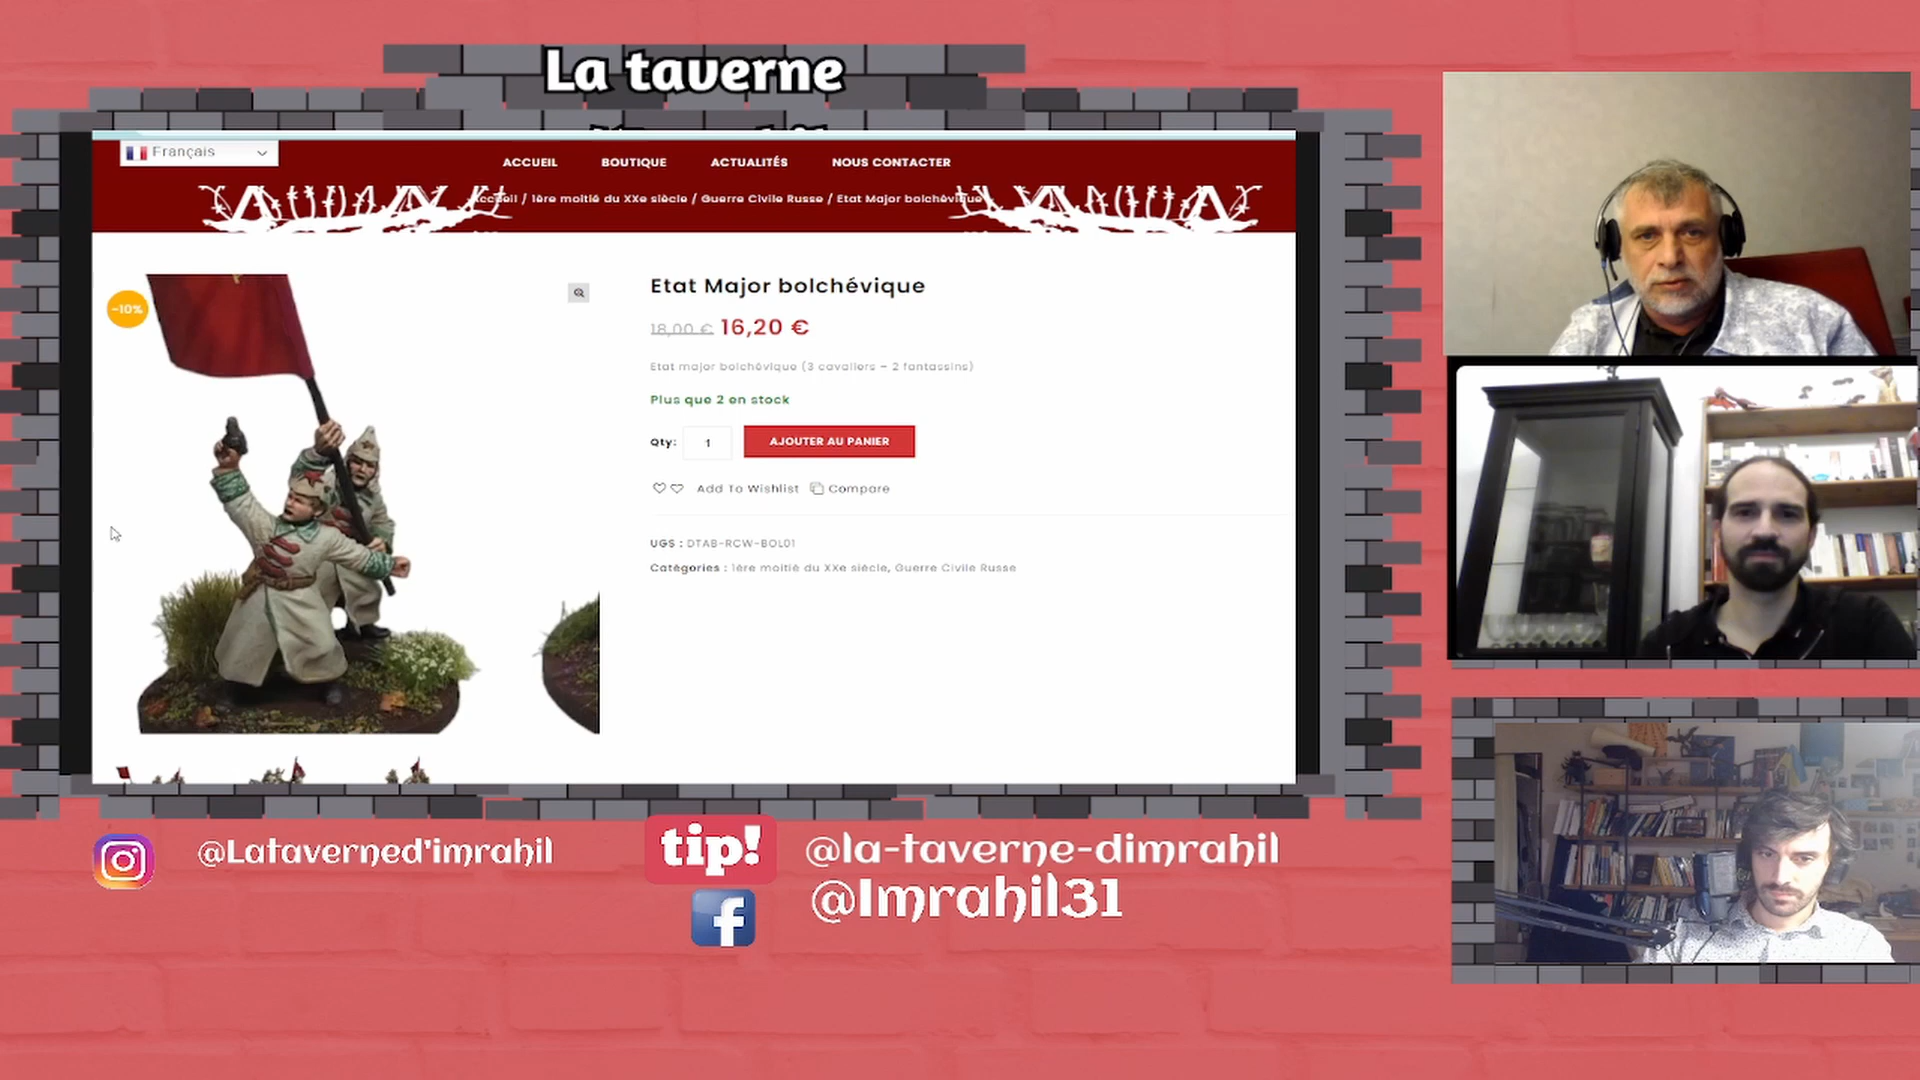 La taverne
Français
ACCUEIL
BOUTIQUE
ACTUALITÉS
NOUS CONTACTER
/ 1ère moitié du XXe siècle / Guerre Civile Russe / Etat Major bolchévique
-10%
Etat Major bolchévique
18,00 € 16,20 €
Etat major bolchévique (3 cavaliers – 2 fantassins)
Plus que 2 en stock
Qty: 1 AJOUTER AU PANIER
Add To Wishlist Compare
UGS : DTAB-RCW-BOL01
Catégories : 1ère moitié du XXe siècle, Guerre Civile Russe
@Lataverned'imrahil
tip! @la-taverne-dimrahil
f @Imrahil31